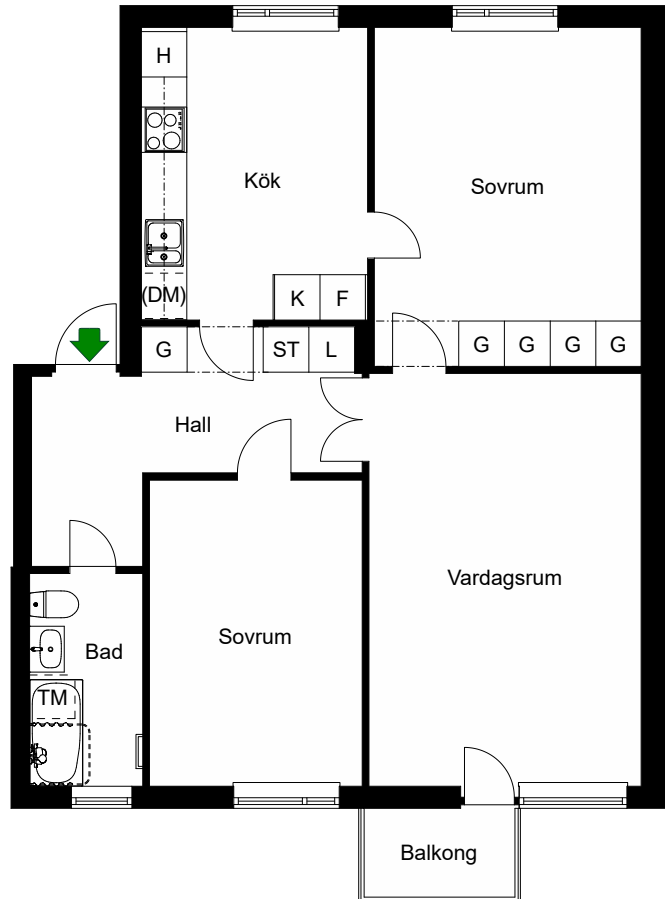 H
Kök
Sovrum
(DM)
K F
G ST L
G G G G
Hall
Vardagsrum
Sovrum
Bad
TM
Balkong